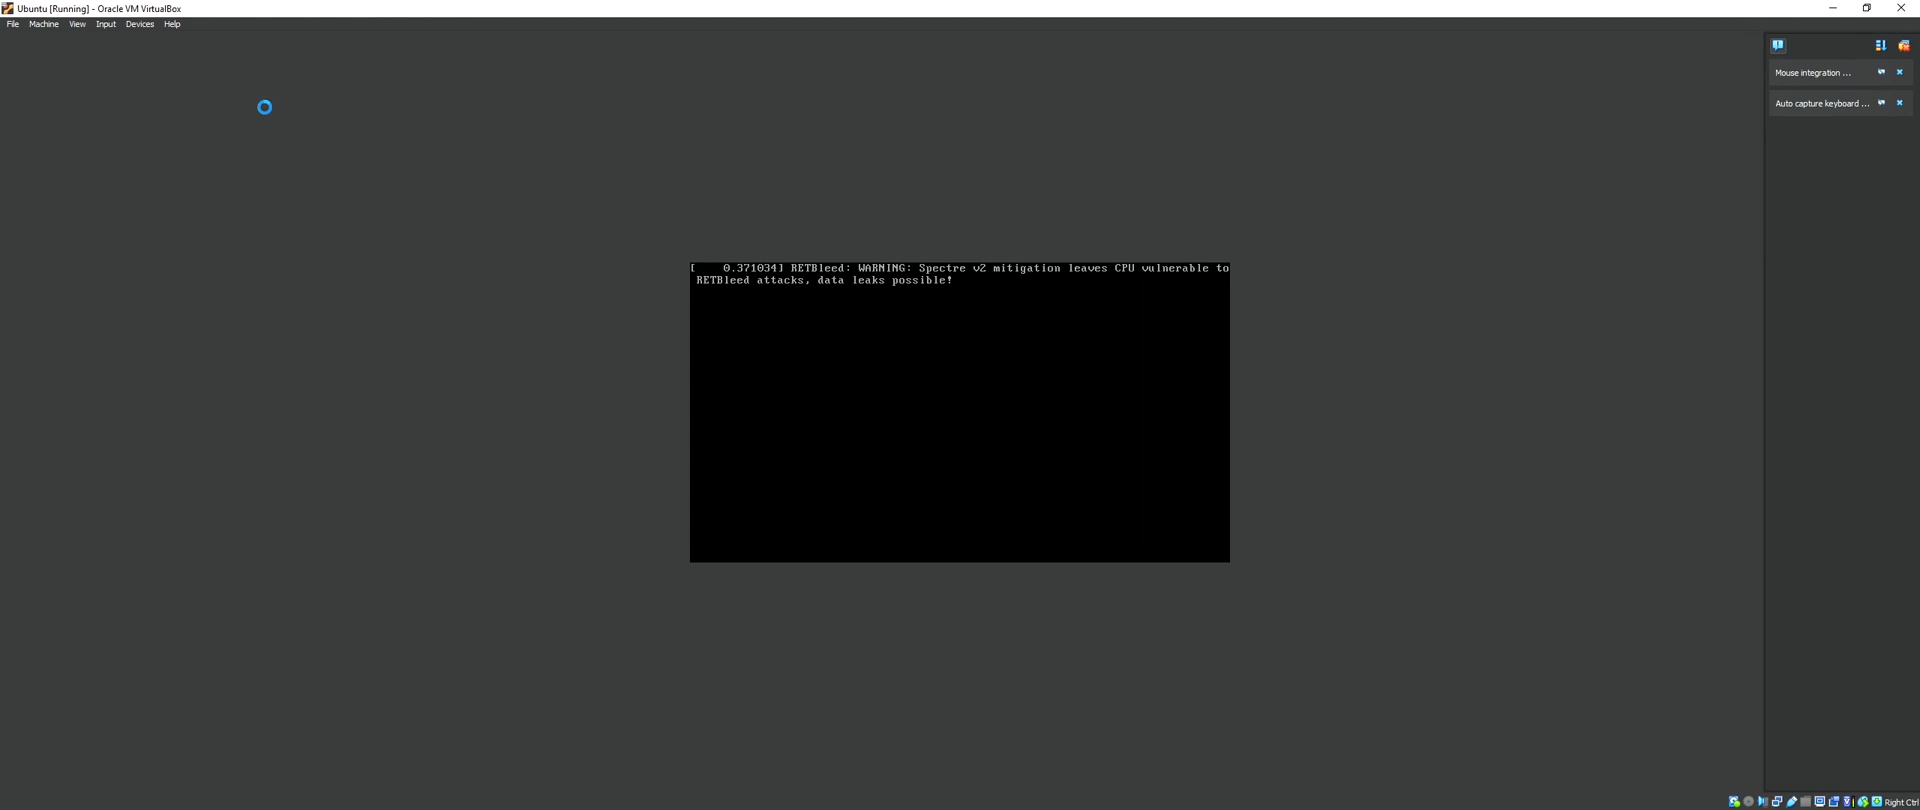 Ubuntu [Running] - Oracle VM VirtualBox
File Machine View Input Devices Help
Mouse integration ...
Auto capture keyboard ...
[    0.371034] RETBleed: WARNING: Spectre v2 mitigation leaves CPU vulnerable to
RETBleed attacks, data leaks possible!
Right Ctrl